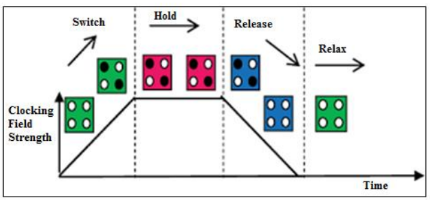 Switch
Hold
Release
Relax
Clocking
Field
Strength
Time